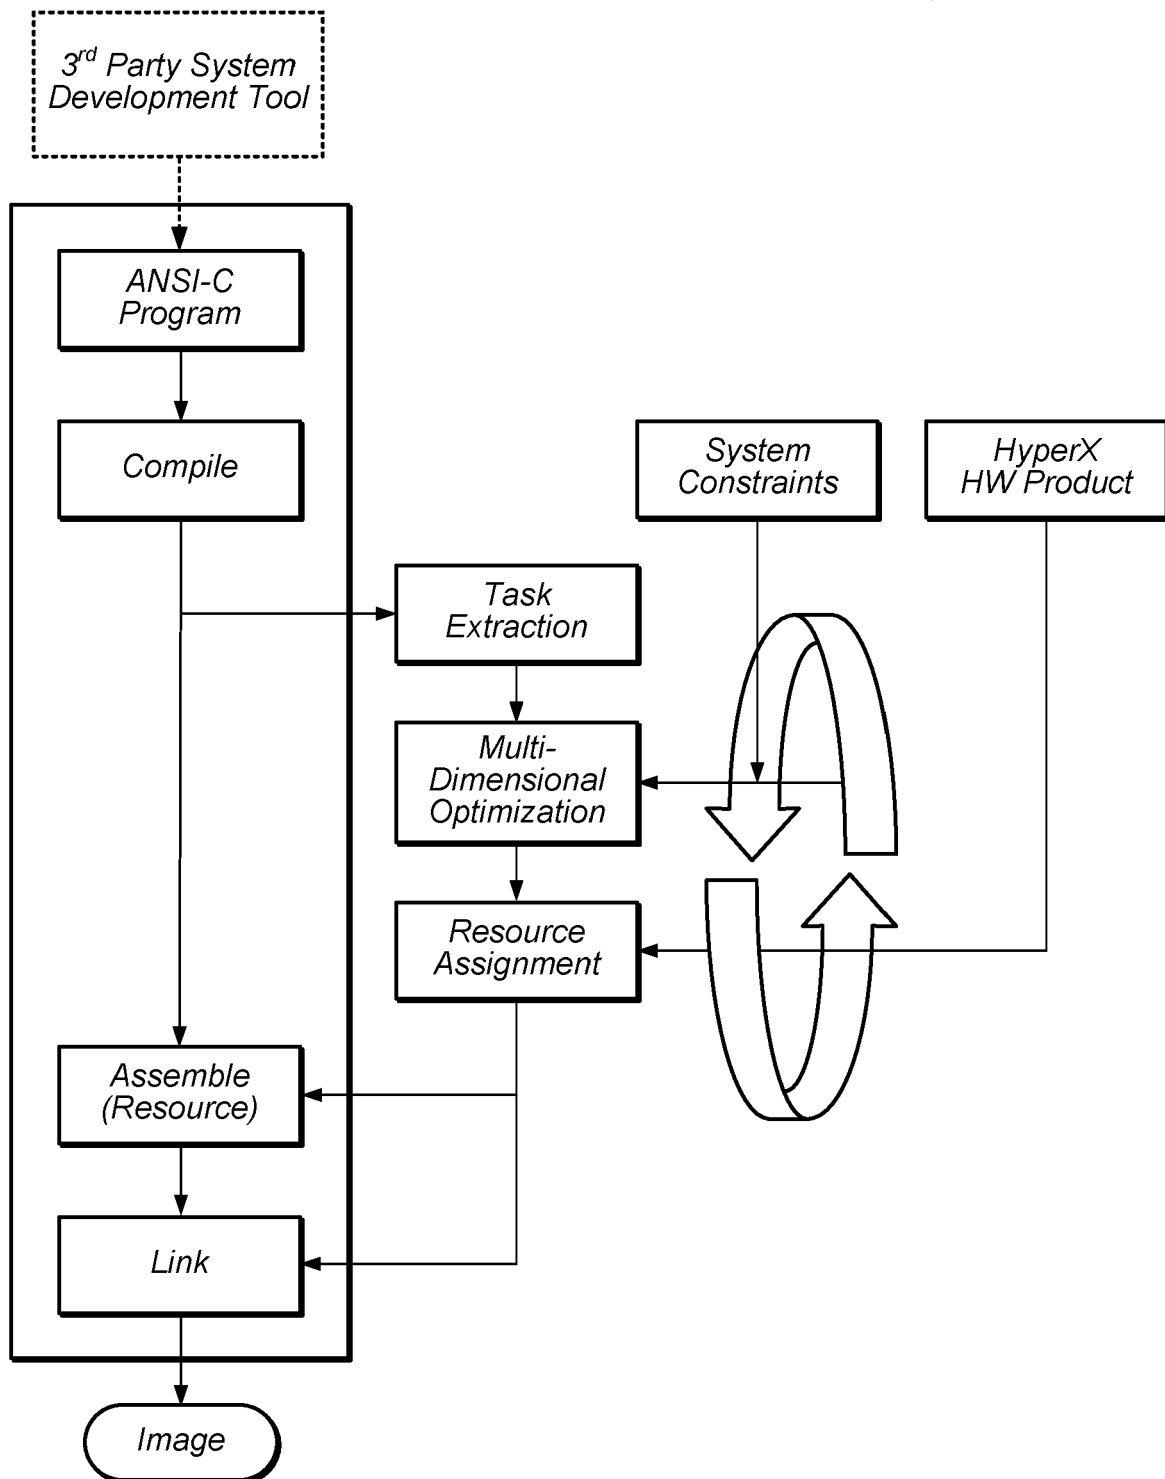 3rd Party System
Development Tool
ANSI-C
Program
Compile
System
Constraints
HyperX
HW Product
Task
Extraction
Multi-
Dimensional
Optimization
Resource
Assignment
Assemble
(Resource)
Link
Image